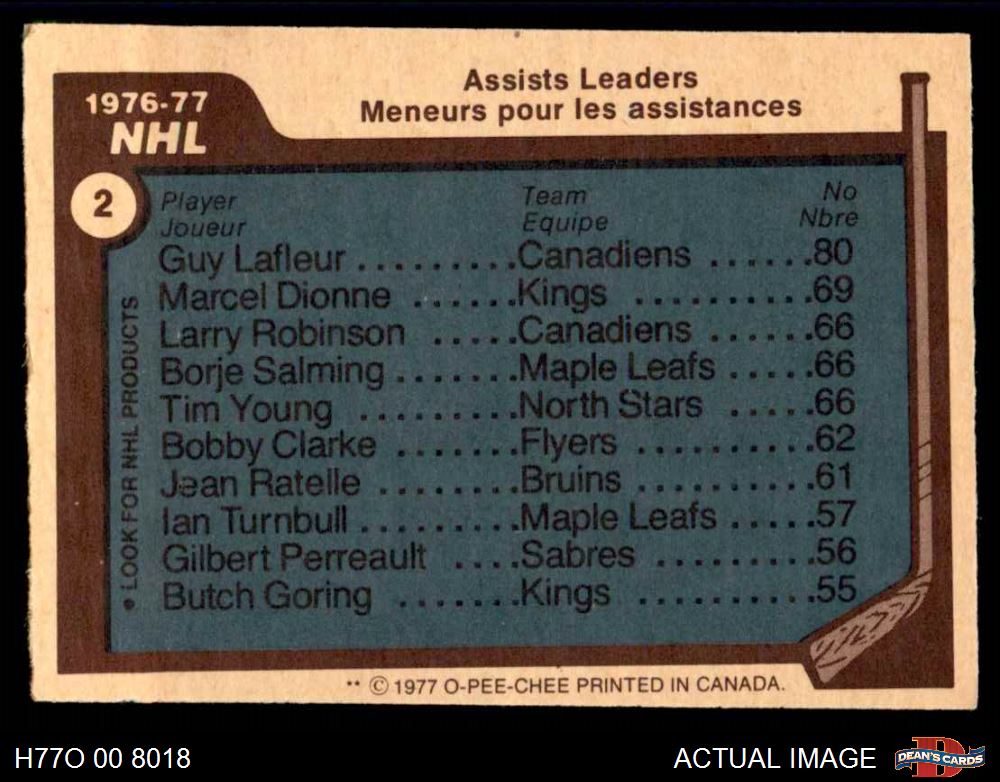 Assists Leaders
Meneurs pour les assistances
1976-77
NHL
2
Player Team No
Joueur Equipe Nbre
Guy Lafleur . . . . . . . . . .Canadiens . . . . . .80
Marcel Dionne . . . . . .Kings . . . . . . . . . .69
Larry Robinson . . . . .Canadiens . . . . . .66
Borje Salming . . . . . . .Maple Leafs . . . . .66
Tim Young . . . . . . . . .North Stars . . . . .66
Bobby Clarke . . . . . . .Flyers . . . . . . . . . .62
Jean Ratelle . . . . . . . .Bruins . . . . . . . . . .61
Ian Turnbull . . . . . . . . .Maple Leafs . . . . .57
Gilbert Perreault . . . .Sabres . . . . . . . . .56
Butch Goring . . . . . . .Kings . . . . . . . . . .55
• LOOK FOR NHL PRODUCTS
** © 1977 O-PEE-CHEE PRINTED IN CANADA.
H77O 00 8018
ACTUAL IMAGE
D
DEAN'S CARDS